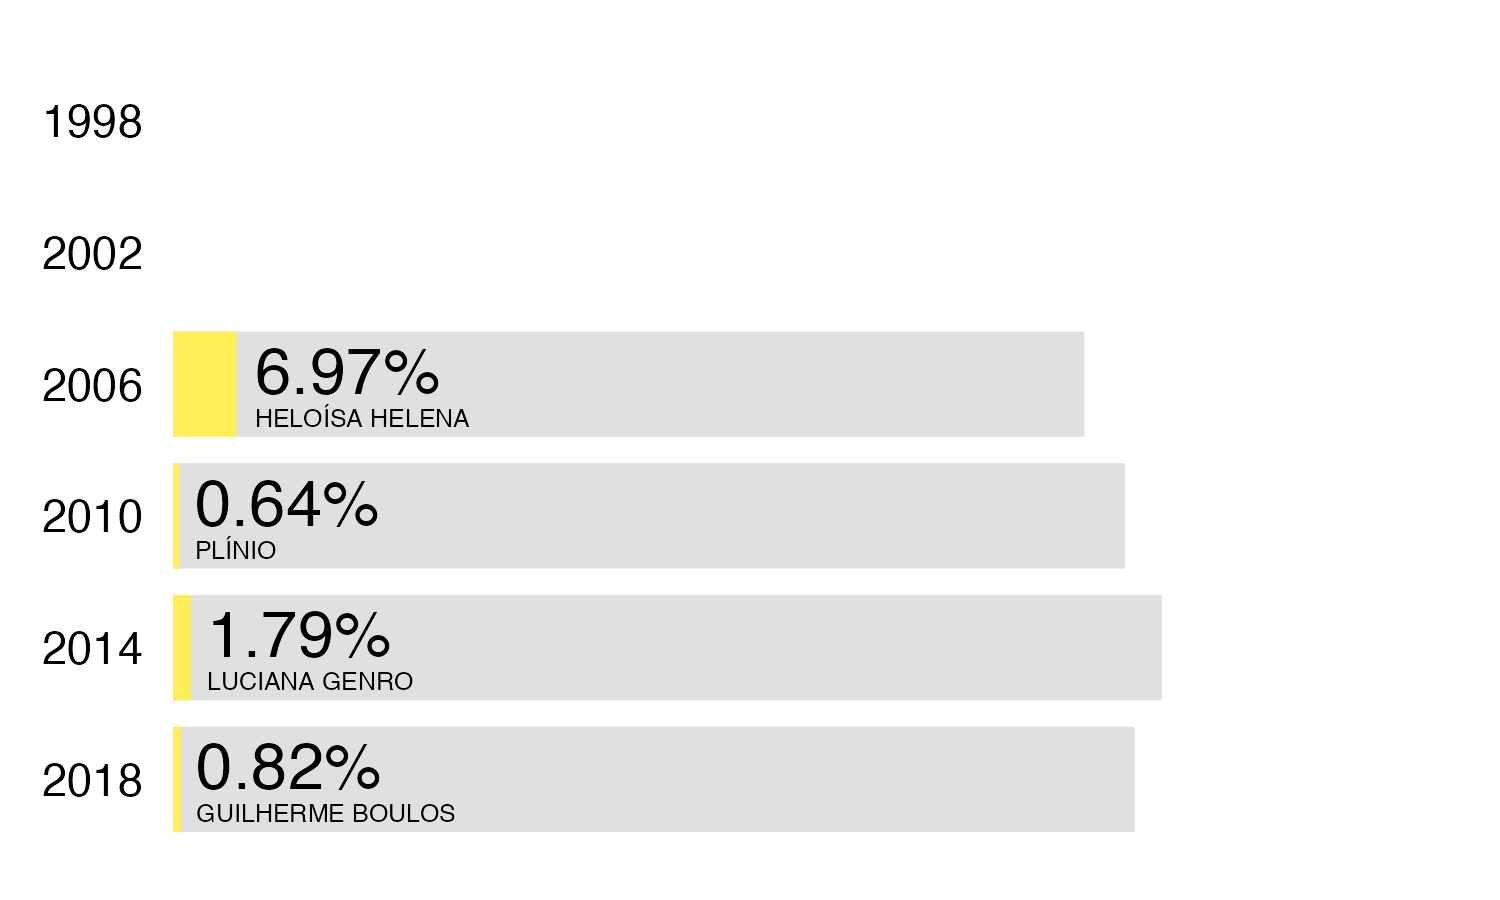 1998
2002
2006
6.97%
HELOÍSA HELENA
2010
0.64%
PLÍNIO
2014
1.79%
LUCIANA GENRO
2018
0.82%
GUILHERME BOULOS